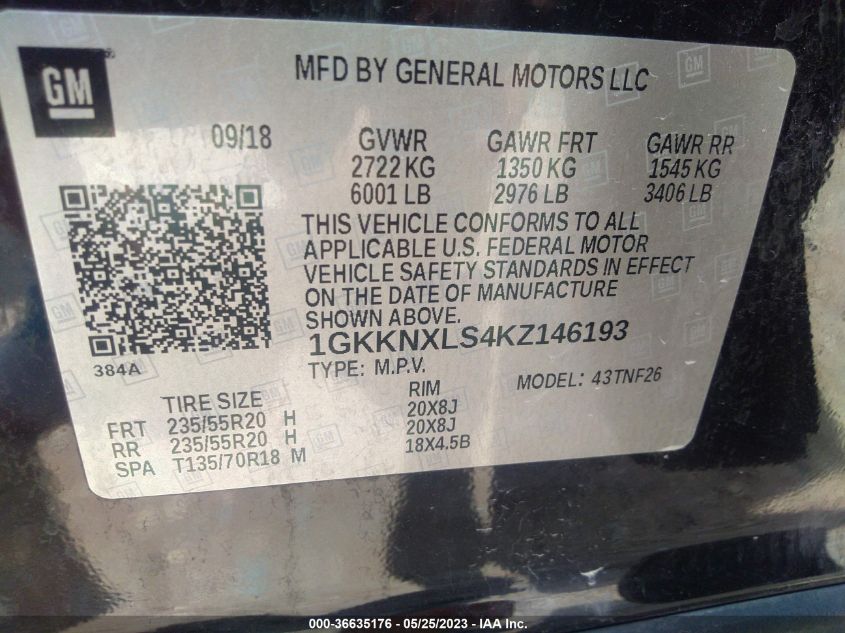 GM
MFD BY GENERAL MOTORS LLC
09/18 GVWR GAWR FRT GAWR RR
2722 KG 1350 KG 1545 KG
6001 LB 2976 LB 3406 LB
THIS VEHICLE CONFORMS TO ALL
APPLICABLE U.S. FEDERAL MOTOR
VEHICLE SAFETY STANDARDS IN EFFECT
ON THE DATE OF MANUFACTURE
SHOWN ABOVE.
1GKKNXLS4KZ146193
384A
TYPE: M.P.V. MODEL: 43TNF26
TIRE SIZE RIM
FRT 235/55R20 H 20X8J
RR 235/55R20 H 20X8J
SPA T135/70R18 M 18X4.5B
000-36635176 — 05/25/2023 — IAA Inc.